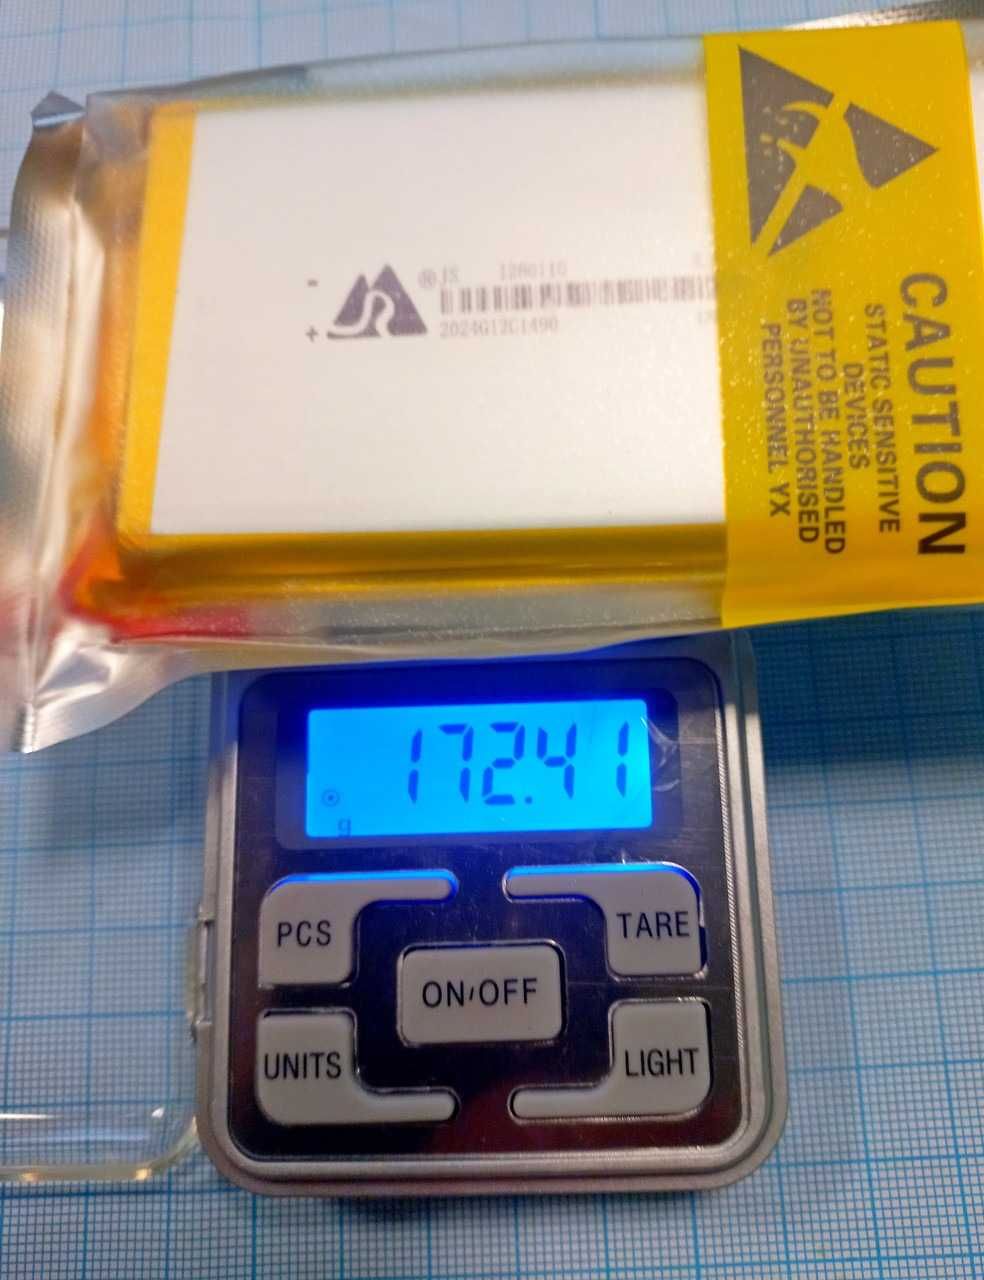 -
+
® JS 1260110
2024G12C1490
CAUTION
STATIC SENSITIVE
DEVICES
NOT TO BE HANDLED
BY UNAUTHORISED
PERSONNEL YX
172.41
g
PCS
TARE
ON/OFF
UNITS
LIGHT